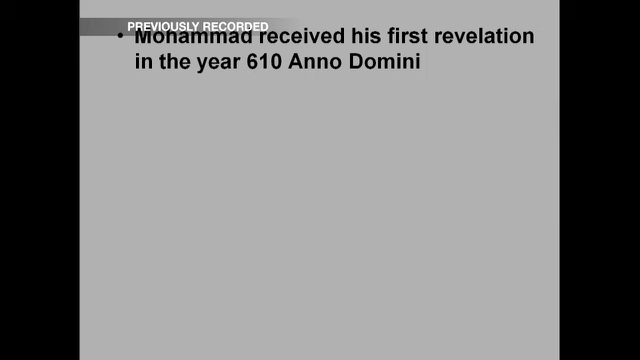 PREVIOUSLY RECORDED
• Mohammad received his first revelation
in the year 610 Anno Domini